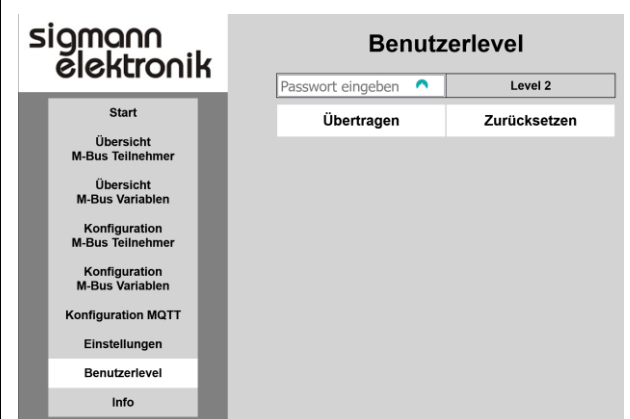 sigmann
elektronik
Start
Übersicht
M-Bus Teilnehmer
Übersicht
M-Bus Variablen
Konfiguration
M-Bus Teilnehmer
Konfiguration
M-Bus Variablen
Konfiguration MQTT
Einstellungen
Benutzerlevel
Info
Benutzerlevel
Passwort eingeben
Level 2
Übertragen
Zurücksetzen